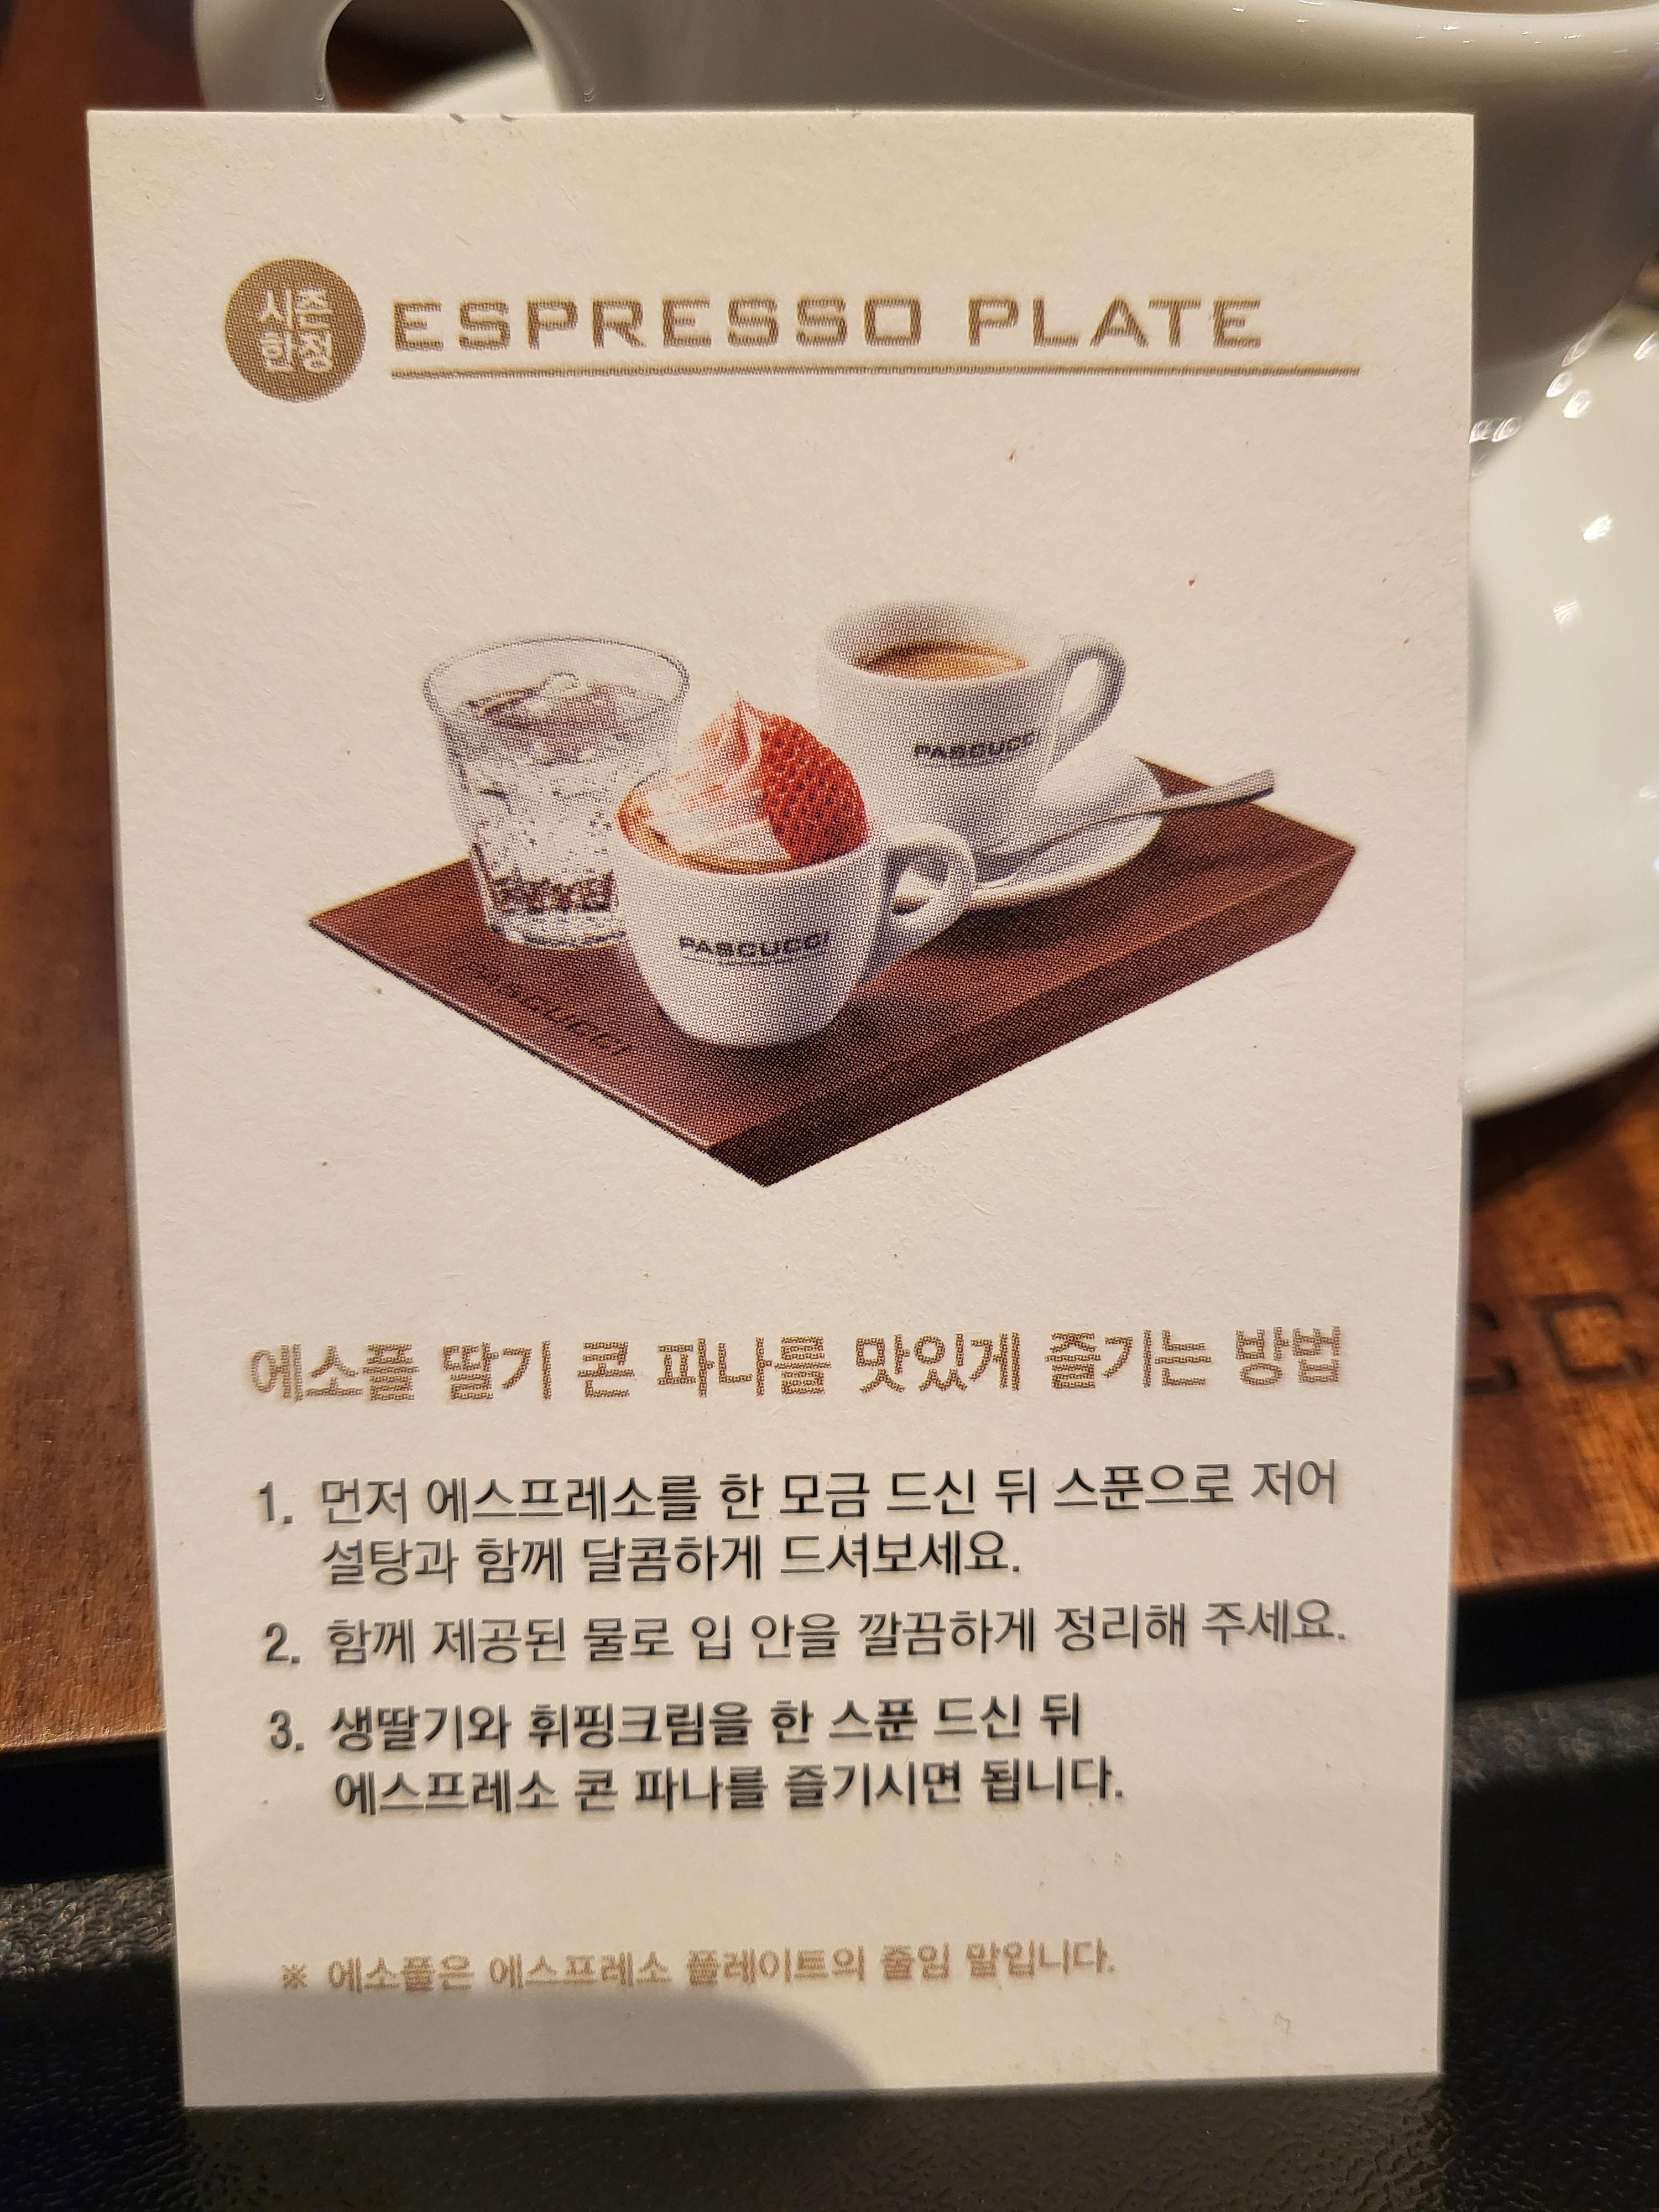 시즌
한정
ESPRESSO PLATE
PASCUCCI
PASCUCCI
PASCUCCI
에소플 딸기 콘 파나를 맛있게 즐기는 방법
1. 먼저 에스프레소를 한 모금 드신 뒤 스푼으로 저어
설탕과 함께 달콤하게 드셔보세요.
2. 함께 제공된 물로 입 안을 깔끔하게 정리해 주세요.
3. 생딸기와 휘핑크림을 한 스푼 드신 뒤
에스프레소 콘 파나를 즐기시면 됩니다.
※ 에소플은 에스프레소 플레이트의 줄임 말입니다.
CC